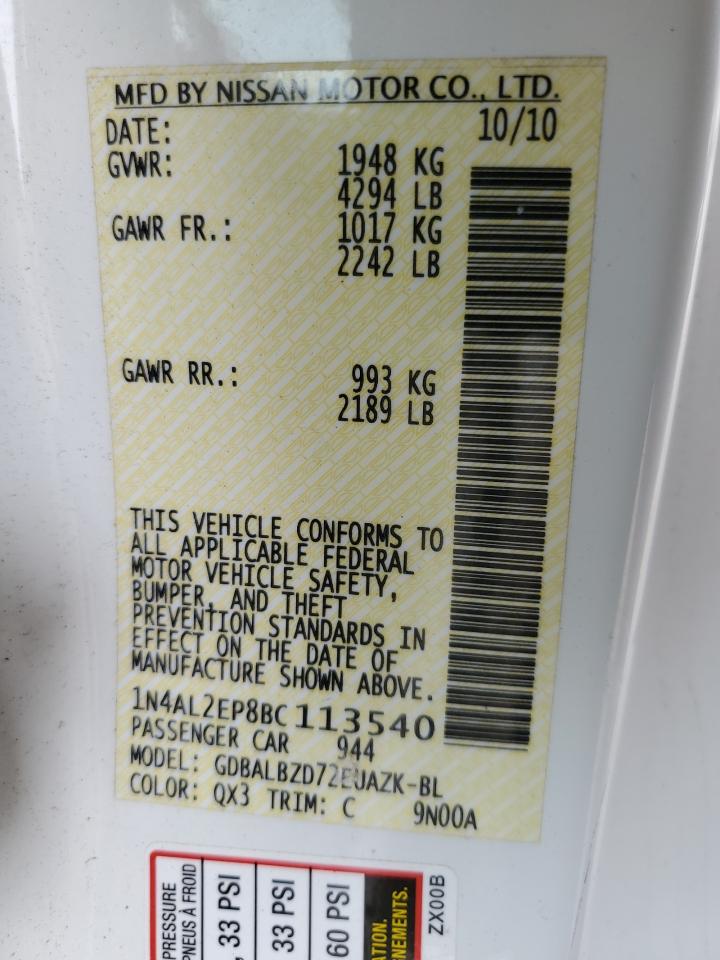 MFD BY NISSAN MOTOR CO., LTD.
DATE: 10/10
GVWR: 1948 KG
4294 LB
GAWR FR.: 1017 KG
2242 LB
GAWR RR.: 993 KG
2189 LB
THIS VEHICLE CONFORMS TO
ALL APPLICABLE FEDERAL
MOTOR VEHICLE SAFETY,
BUMPER, AND THEFT
PREVENTION STANDARDS IN
EFFECT ON THE DATE OF
MANUFACTURE SHOWN ABOVE.
1N4AL2EP8BC113540
PASSENGER CAR 944
MODEL: GDBALBZD72EUAZK-BL
COLOR: QX3 TRIM: C 9N00A
PRESSURE
PNEUS À FROID
, 33 PSI
33 PSI
60 PSI
ATION.
NEMENTS.
ZX00B